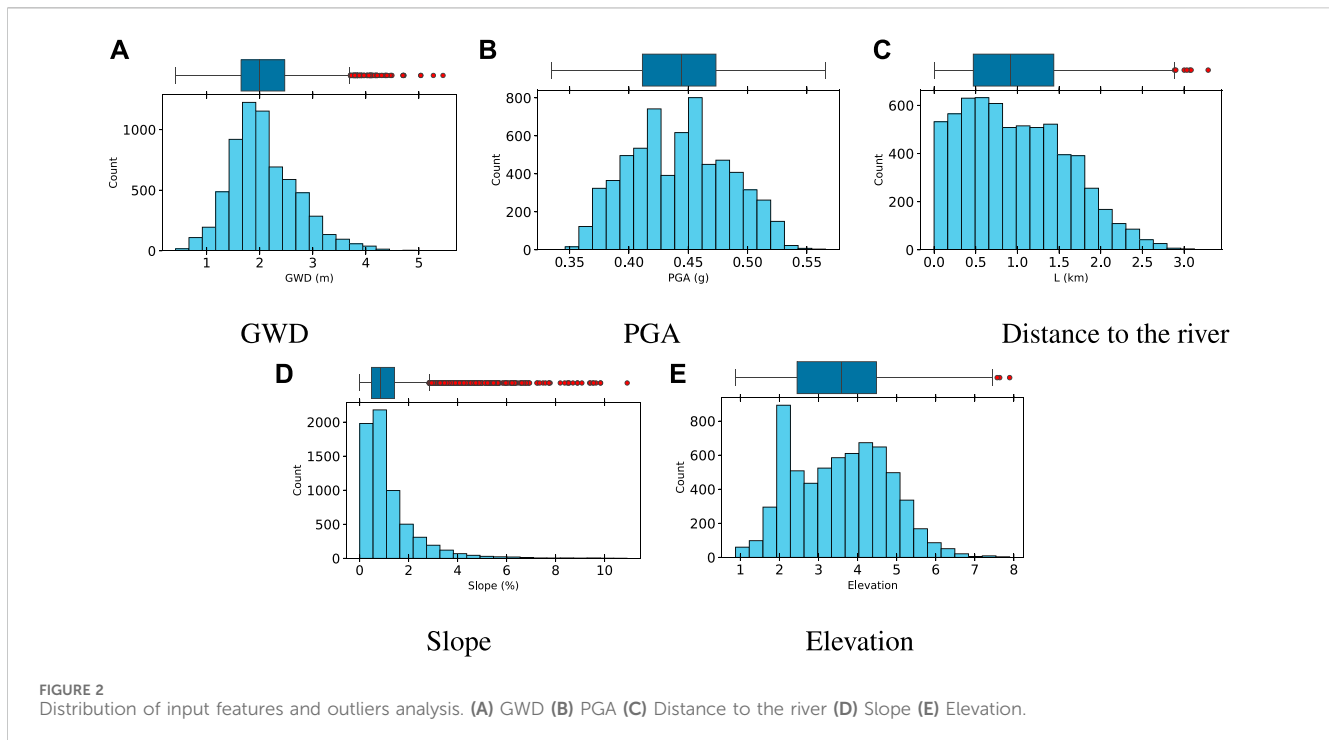 A
B
C
1000
500
0
Count
1 2 3 4 5
GWD (m)
800
600
400
200
0
Count
0.35 0.40 0.45 0.50 0.55
PGA (g)
600
400
200
0
Count
0.0 0.5 1.0 1.5 2.0 2.5 3.0
L (km)
GWD
PGA
Distance to the river
D
E
2000
1500
1000
500
0
Count
0 2 4 6 8 10
Slope (%)
800
600
400
200
0
Count
1 2 3 4 5 6 7 8
Elevation
Slope
Elevation
FIGURE 2
Distribution of input features and outliers analysis. (A) GWD (B) PGA (C) Distance to the river (D) Slope (E) Elevation.